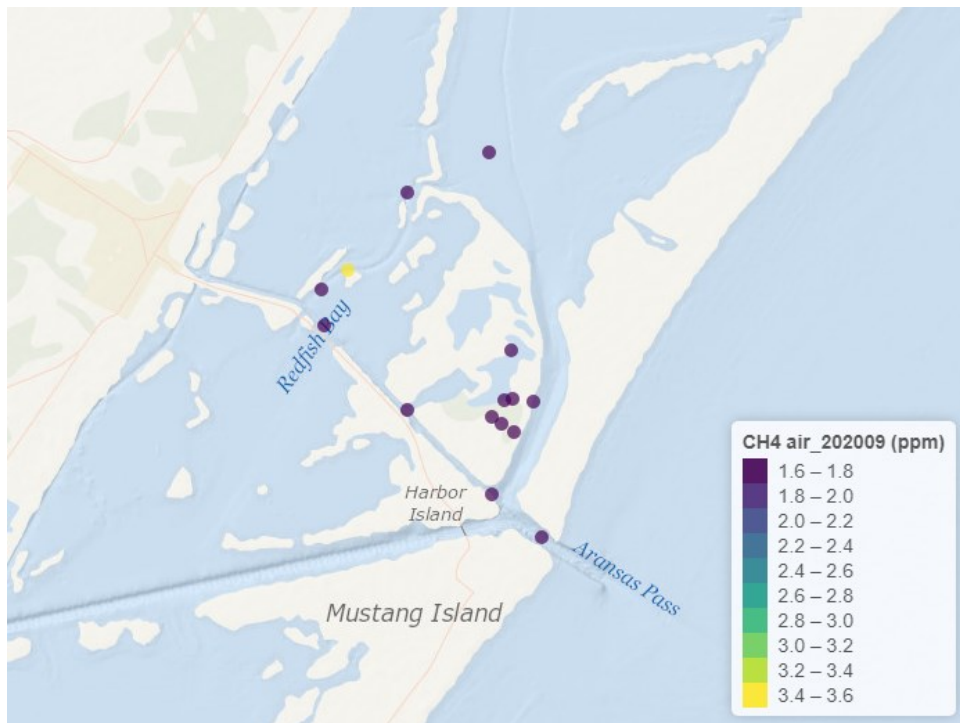 Redfish Bay
Harbor
Island
Aransas Pass
Mustang Island
CH4 air_202009 (ppm)
1.6 – 1.8
1.8 – 2.0
2.0 – 2.2
2.2 – 2.4
2.4 – 2.6
2.6 – 2.8
2.8 – 3.0
3.0 – 3.2
3.2 – 3.4
3.4 – 3.6